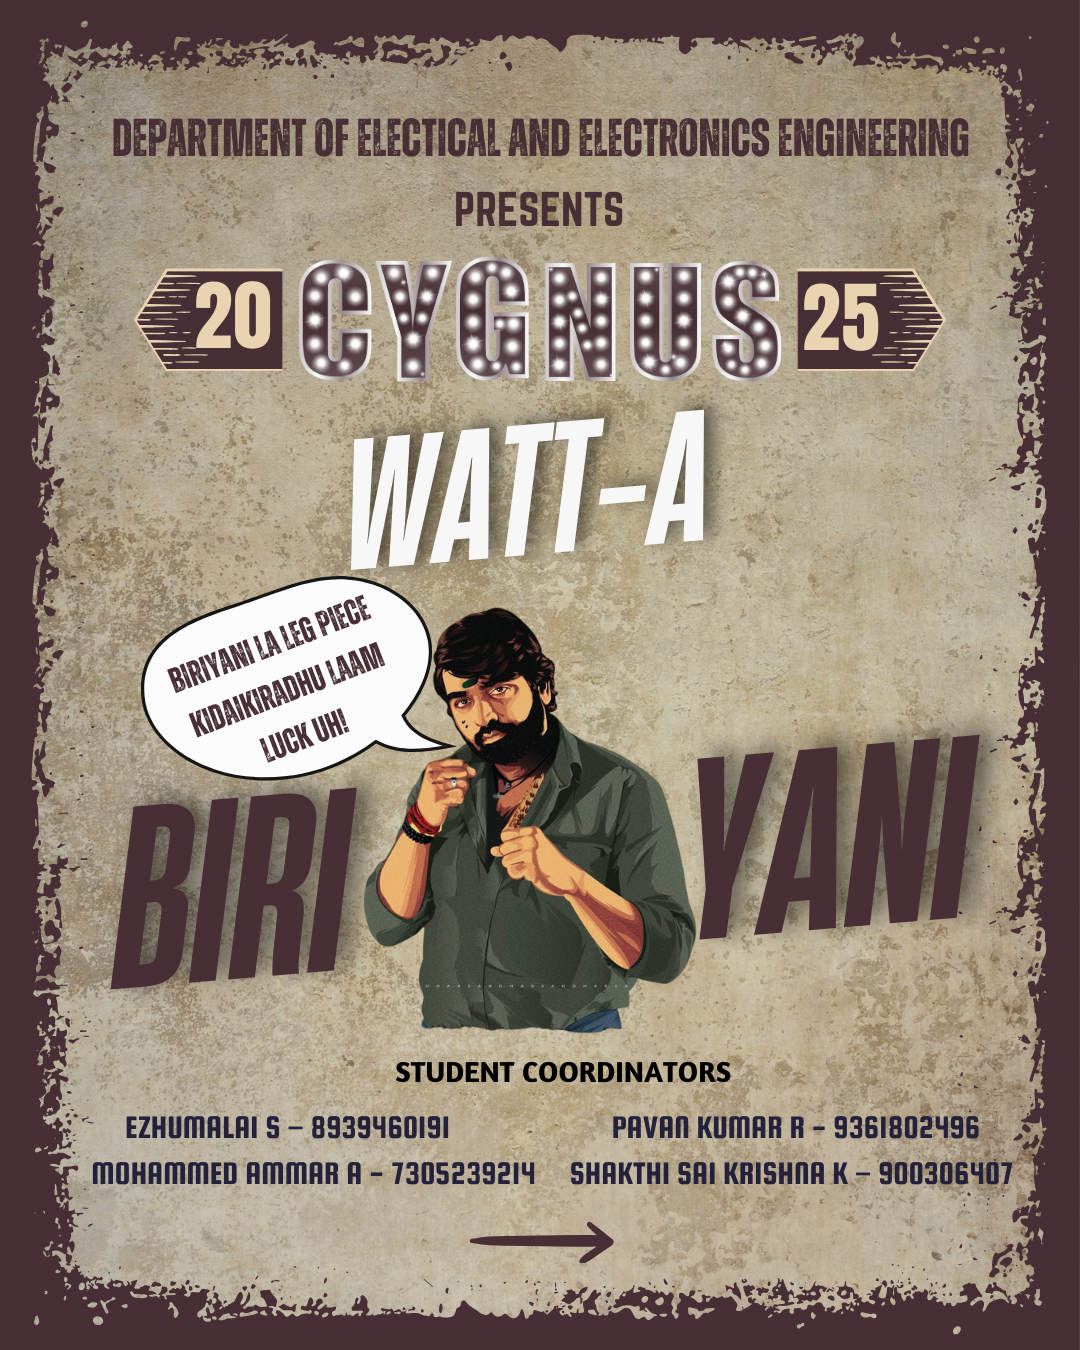 DEPARTMENT OF ELECTICAL AND ELECTRONICS ENGINEERING
PRESENTS
20 CYGNUS 25
WATT-A
BIRIYANI LA LEG PIECE
KIDAIKIRADHU LAAM
LUCK UH!
BIRI YANI
STUDENT COORDINATORS
EZHUMALAI S – 8939460191
PAVAN KUMAR R - 9361802496
MOHAMMED AMMAR A - 7305239214
SHAKTHI SAI KRISHNA K – 900306407